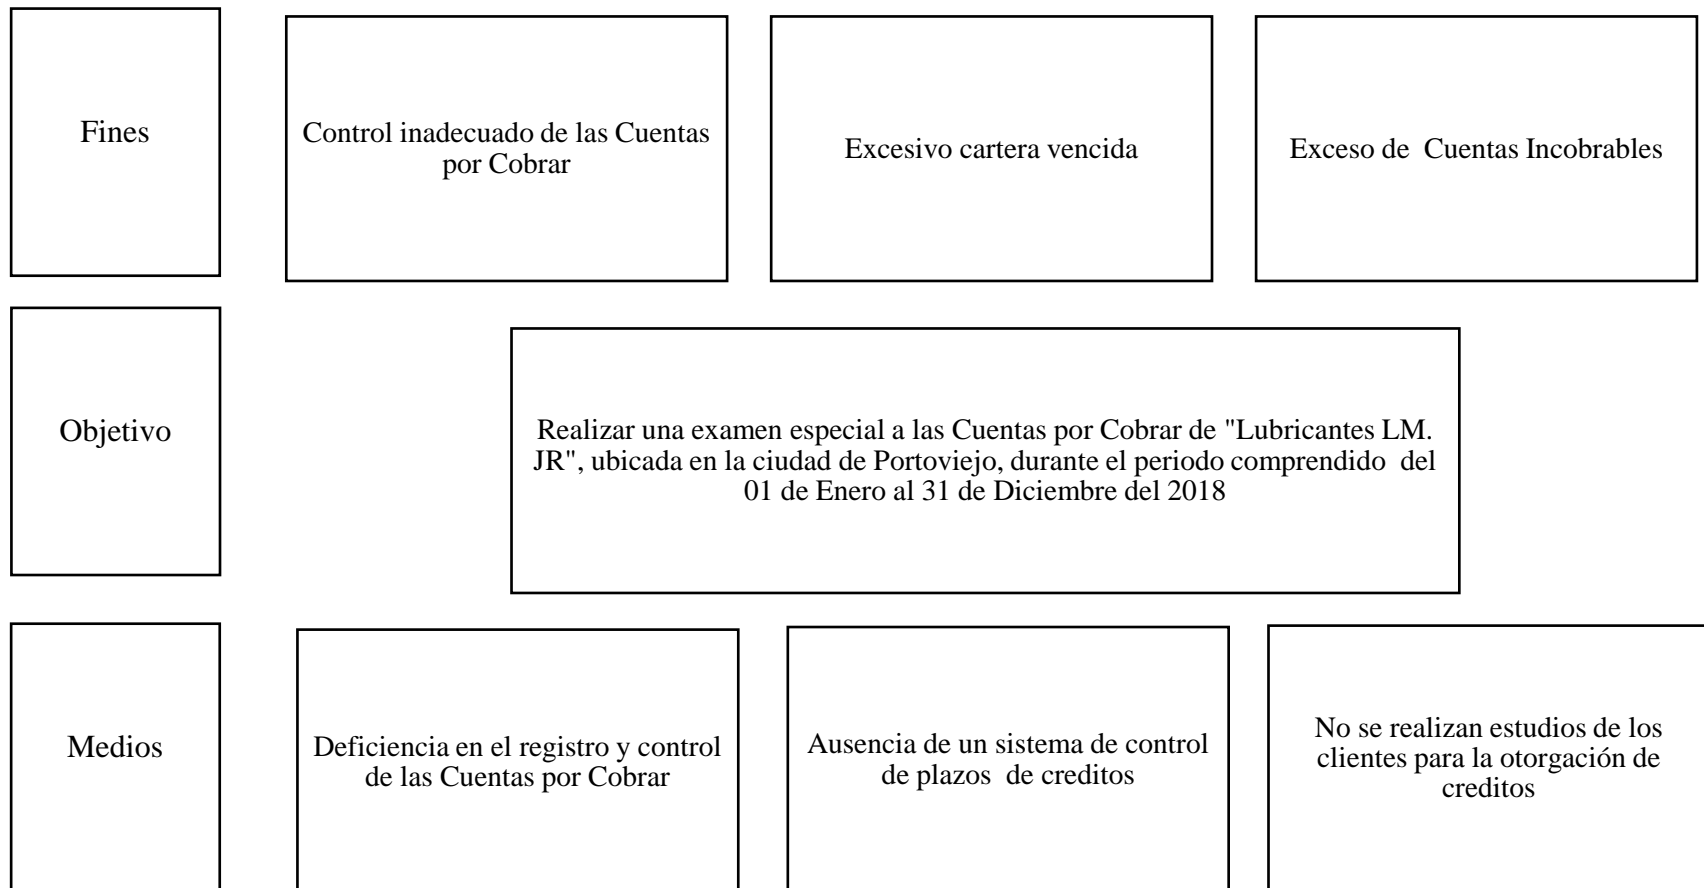 Fines
Control inadecuado de las Cuentas
por Cobrar
Excesivo cartera vencida
Exceso de  Cuentas Incobrables
Objetivo
Realizar una examen especial a las Cuentas por Cobrar de "Lubricantes LM.
JR", ubicada en la ciudad de Portoviejo, durante el periodo comprendido  del
01 de Enero al 31 de Diciembre del 2018
Medios
Deficiencia en el registro y control
de las Cuentas por Cobrar
Ausencia de un sistema de control
de plazos  de creditos
No se realizan estudios de los
clientes para la otorgación de
creditos